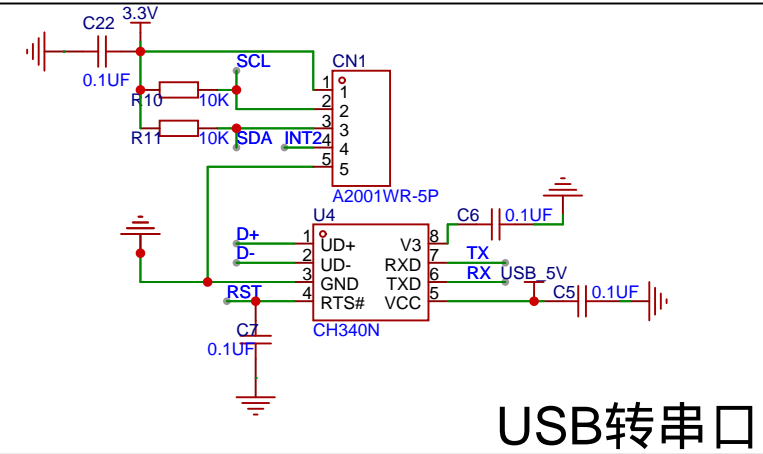 C22
3.3V
0.1UF
SCL
CN1
R10
10K
1
1
2
2
R11
10K
SDA
INT2
3
3
4
4
5
5
A2001WR-5P
U4
C6
0.1UF
D+
1
UD+
V3
8
D-
2
UD-
RXD
7
TX
3
GND
TXD
6
RX
USB_5V
RST
4
RTS#
VCC
5
C5
0.1UF
C7
0.1UF
CH340N
USB转串口